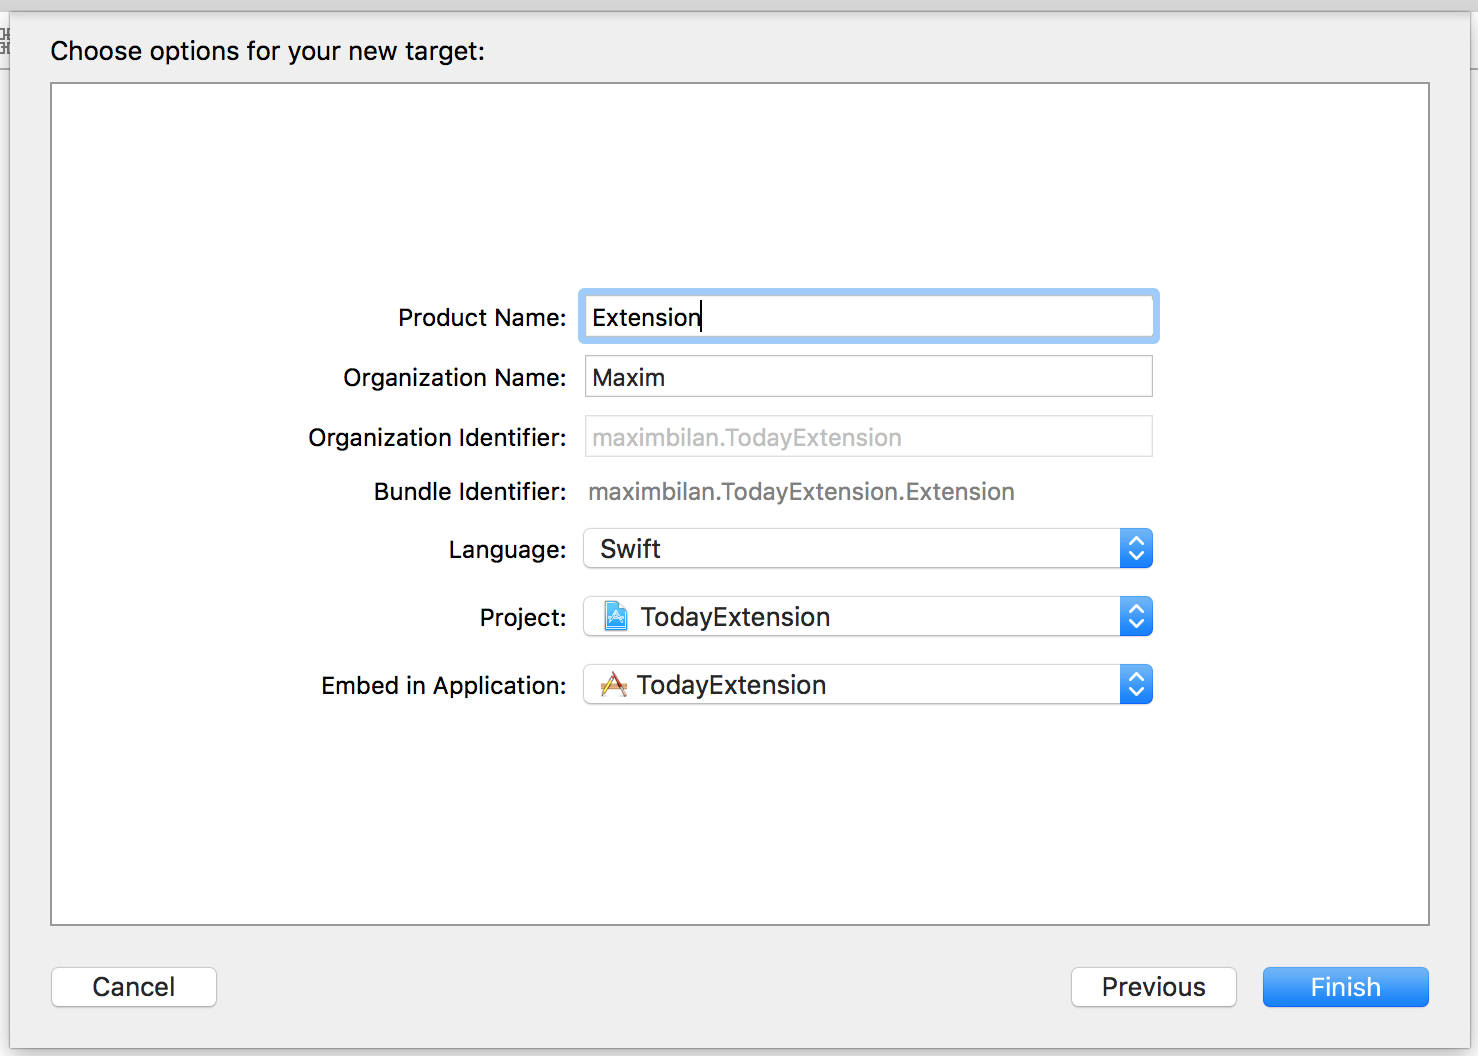 Choose options for your new target:
Product Name: Extension
Organization Name: Maxim
Organization Identifier: maximbilan.TodayExtension
Bundle Identifier: maximbilan.TodayExtension.Extension
Language: Swift
Project: TodayExtension
Embed in Application: TodayExtension
Cancel Previous Finish